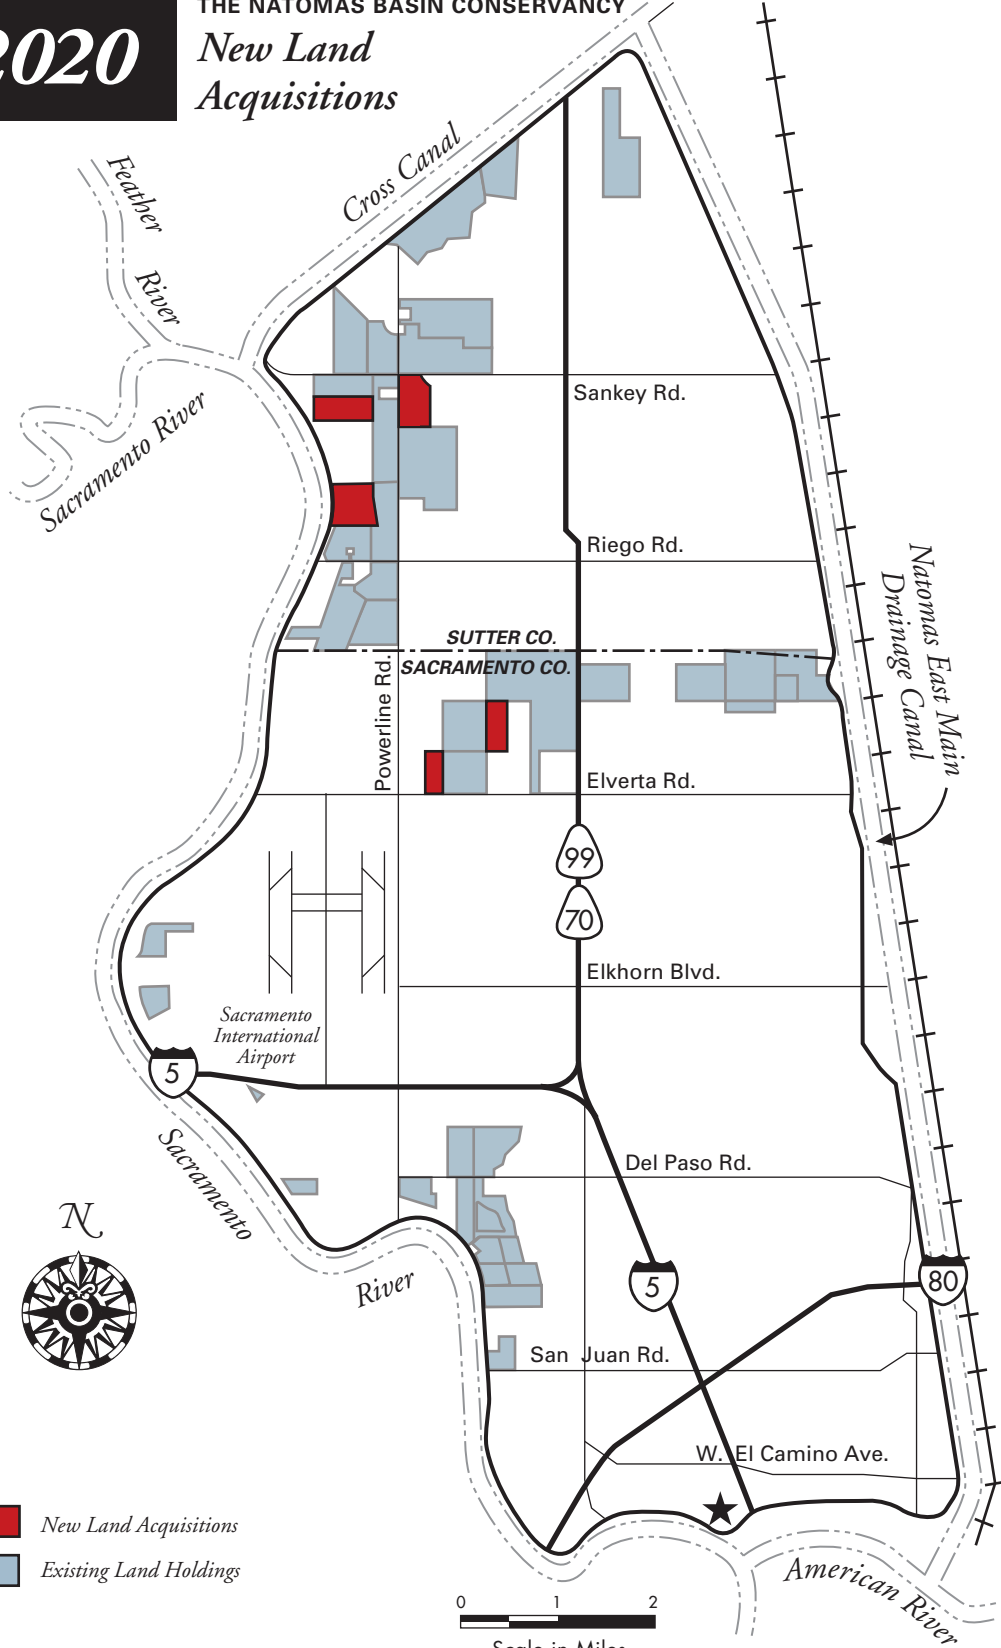 2020
THE NATOMAS BASIN CONSERVANCY
New Land
Acquisitions
Cross Canal
Feather
River
Sacramento River
Sankey Rd.
Riego Rd.
SUTTER CO.
SACRAMENTO CO.
Powerline Rd.
Natomas East Main
Drainage Canal
Elverta Rd.
99
70
Elkhorn Blvd.
Sacramento
International
Airport
5
Sacramento
River
Del Paso Rd.
N
5
80
San Juan Rd.
W. El Camino Ave.
New Land Acquisitions
Existing Land Holdings
American River
0 1 2
Scale in Miles